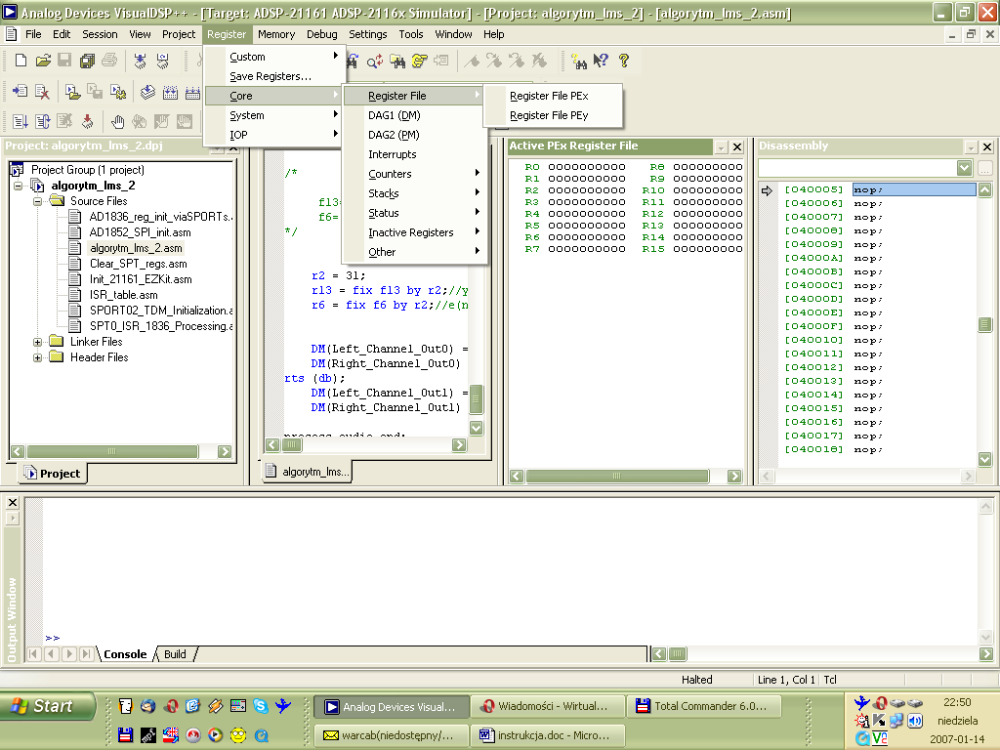 Analog Devices VisualDSP++ - [Target: ADSP-21161 ADSP-2116x Simulator] - [Project: algorytm_lms_2] - [algorytm_lms_2.asm]
File Edit Session View Project Register Memory Debug Settings Tools Window Help
Custom
Save Registers...
Core
System
IOP
Register File
DAG1 (DM)
DAG2 (PM)
Interrupts
Counters
Stacks
Status
Inactive Registers
Other
Register File PEx
Register File PEy
Project: algorytm_lms_2.dpj
Project Group (1 project)
algorytm_lms_2
Source Files
AD1836_reg_init_viaSPORTs.
AD1852_SPI_init.asm
algorytm_lms_2.asm
Clear_SPT_regs.asm
Init_21161_EZKit.asm
ISR_table.asm
SPORT02_TDM_Initialization.a
SPT0_ISR_1836_Processing.a
Linker Files
Header Files
Project
/*
f13=
f6=
*/
r2 = 31;
r13 = fix f13 by r2;//y
r6 = fix f6 by r2;//e(n
DM(Left_Channel_Out0) =
DM(Right_Channel_Out0)
rts (db);
DM(Left_Channel_Out1) =
DM(Right_Channel_Out1)
process_audio_end:
algorytm_lms...
Active PEx Register File
R0 0000000000 R8 000000000
R1 0000000000 R9 000000000
R2 0000000000 R10 000000000
R3 0000000000 R11 000000000
R4 0000000000 R12 000000000
R5 0000000000 R13 000000000
R6 0000000000 R14 000000000
R7 0000000000 R15 000000000
Disassembly
[040005] nop;
[040006] nop;
[040007] nop;
[040008] nop;
[040009] nop;
[04000A] nop;
[04000B] nop;
[04000C] nop;
[04000D] nop;
[04000E] nop;
[04000F] nop;
[040010] nop;
[040011] nop;
[040012] nop;
[040013] nop;
[040014] nop;
[040015] nop;
[040016] nop;
[040017] nop;
[040018] nop;
Output Window
>>
Console Build
Halted Line 1, Col 1 Tcl
Start
Analog Devices Visual...
Wiadomości - Wirtual...
Total Commander 6.0...
warcab(niedostępny/...
instrukcja.doc - Micro...
22:50
niedziela
2007-01-14